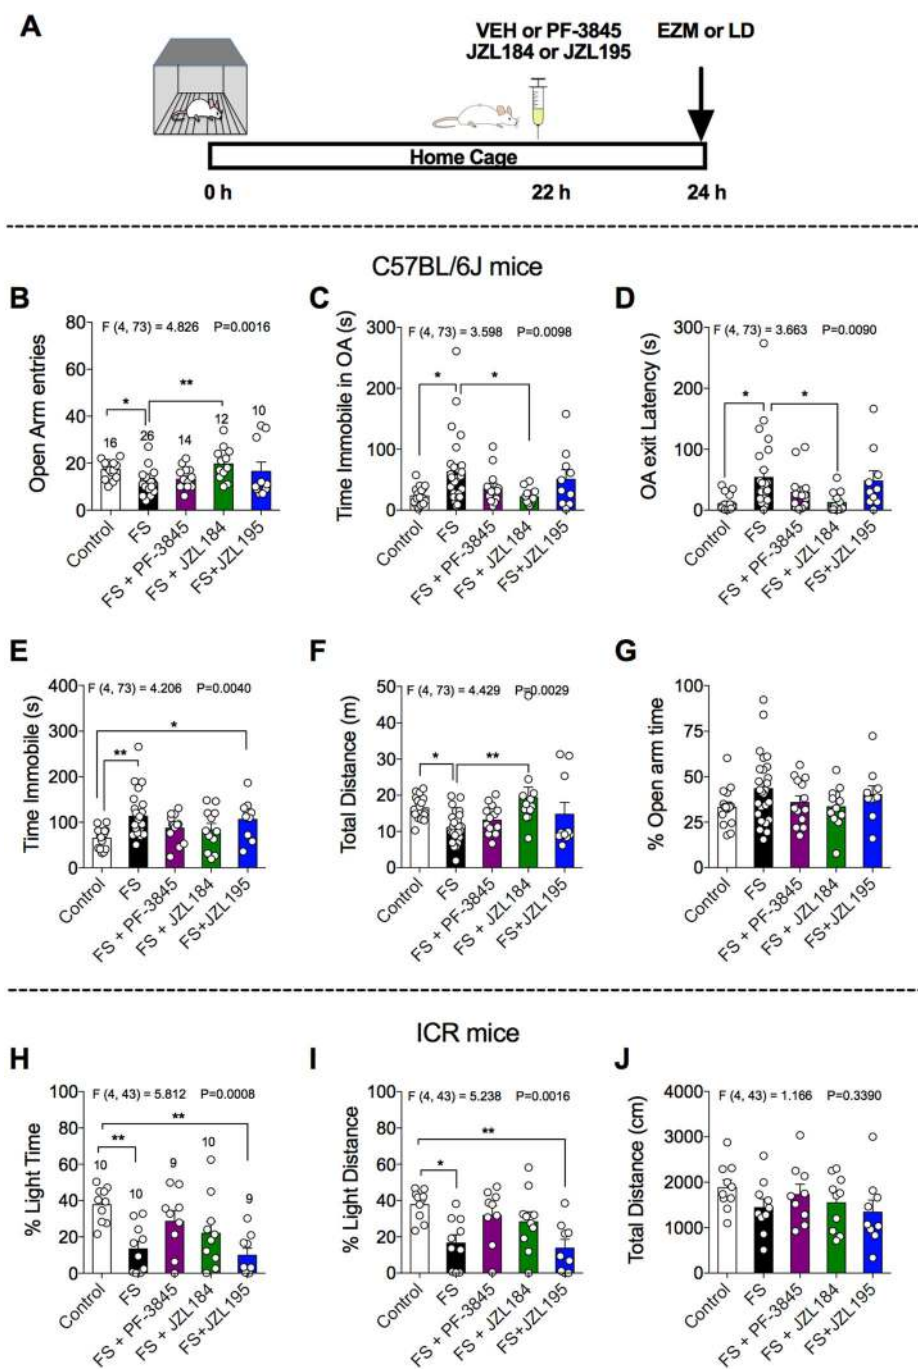 A
VEH or PF-3845
JZL184 or JZL195
EZM or LD
Home Cage
0 h
22 h
24 h
C57BL/6J mice
B
Open Arm entries
80
60
40
20
0
F (4, 73) = 4.826 P=0.0016
*
**
16
26
14
12
10
Control
FS
FS + PF-3845
FS + JZL184
FS+JZL195
C
Time Immobile in OA (s)
300
200
100
0
F (4, 73) = 3.598 P=0.0098
*
*
Control
FS
FS + PF-3845
FS + JZL184
FS+JZL195
D
OA exit Latency (s)
300
200
100
0
F (4, 73) = 3.663 P=0.0090
*
*
Control
FS
FS + PF-3845
FS + JZL184
FS+JZL195
E
Time Immobile (s)
400
300
200
100
0
F (4, 73) = 4.206 P=0.0040
*
**
Control
FS
FS + PF-3845
FS + JZL184
FS+JZL195
F
Total Distance (m)
50
40
30
20
10
0
F (4, 73) = 4.429 P=0.0029
*
**
Control
FS
FS + PF-3845
FS + JZL184
FS+JZL195
G
% Open arm time
100
75
50
25
0
Control
FS
FS + PF-3845
FS + JZL184
FS+JZL195
ICR mice
H
% Light Time
100
80
60
40
20
0
F (4, 43) = 5.812 P=0.0008
**
**
10
10
9
10
9
Control
FS
FS + PF-3845
FS + JZL184
FS+JZL195
I
% Light Distance
100
80
60
40
20
0
F (4, 43) = 5.238 P=0.0016
**
*
Control
FS
FS + PF-3845
FS + JZL184
FS+JZL195
J
Total Distance (cm)
4000
3000
2000
1000
0
F (4, 43) = 1.166 P=0.3390
Control
FS
FS + PF-3845
FS + JZL184
FS+JZL195